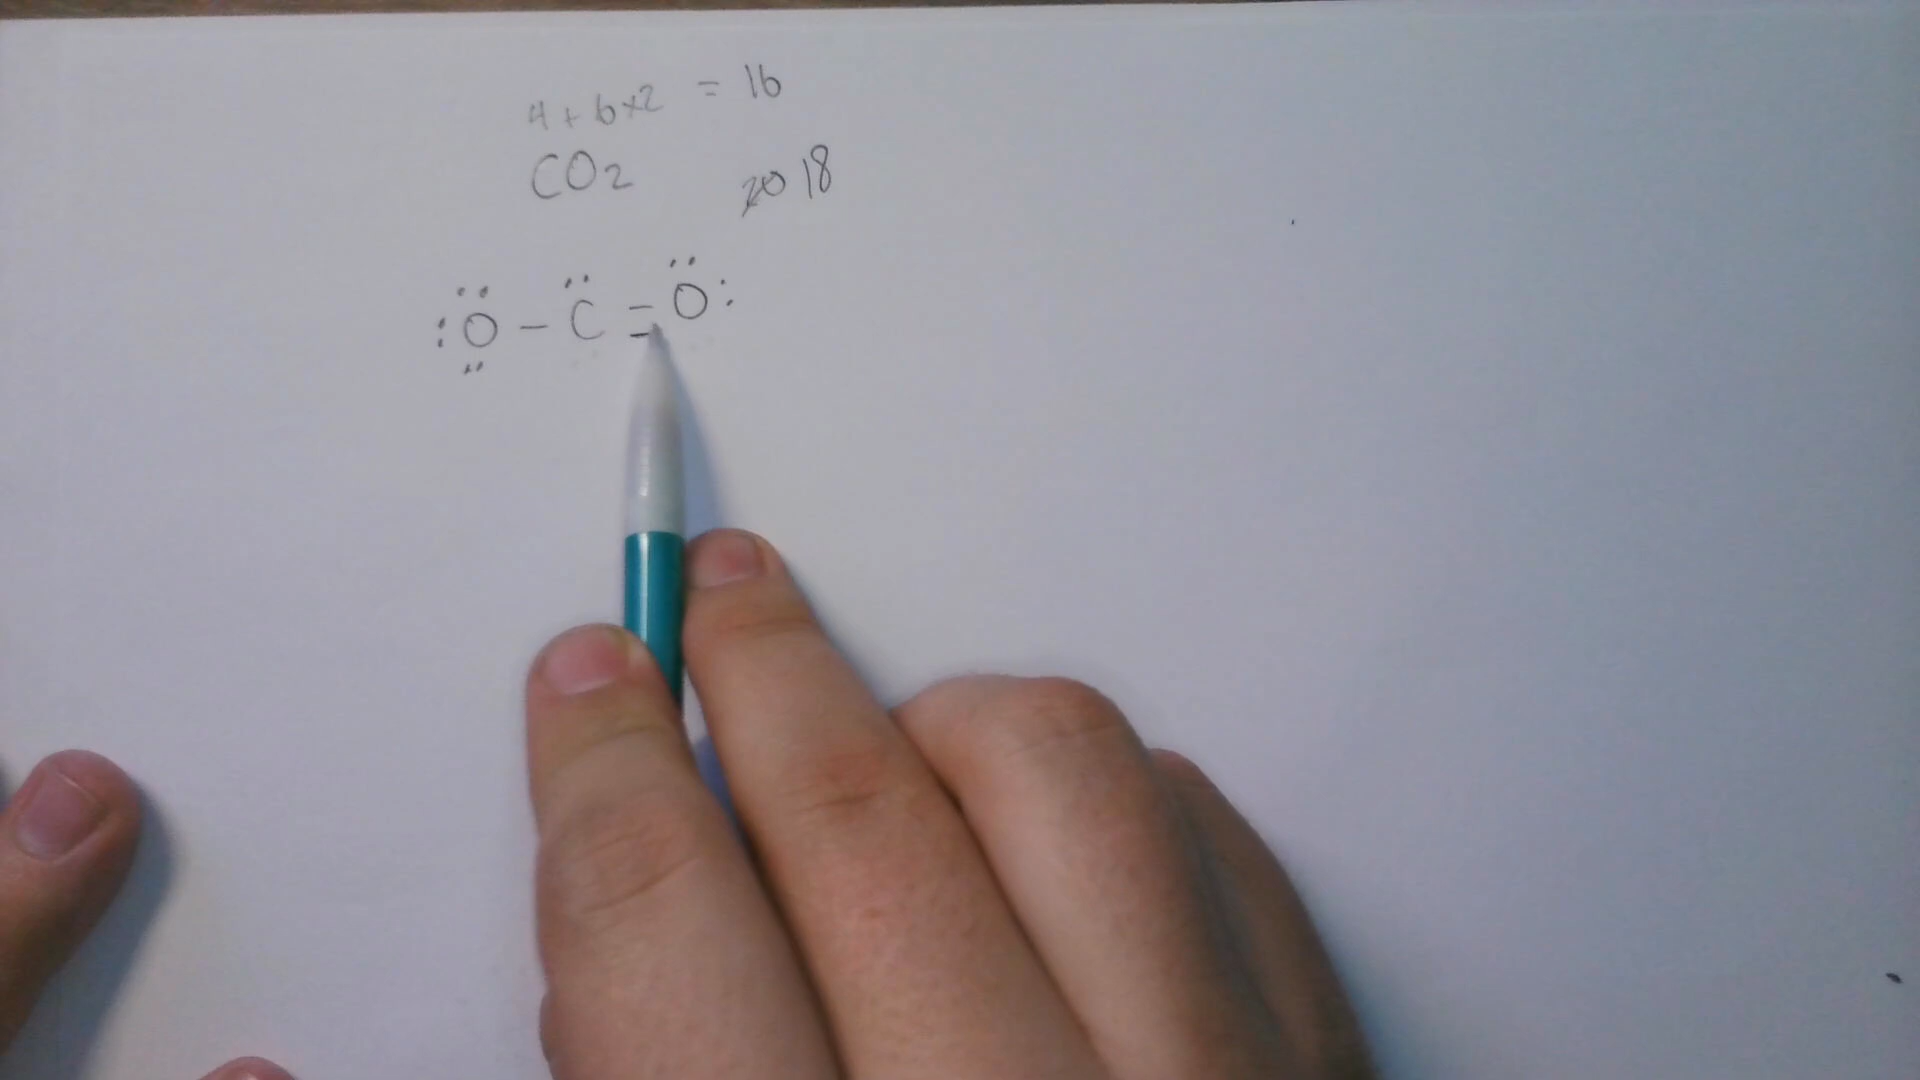 4 + 6 x 2 = 16
CO2 20 18
:Ö - C̈ = Ö: